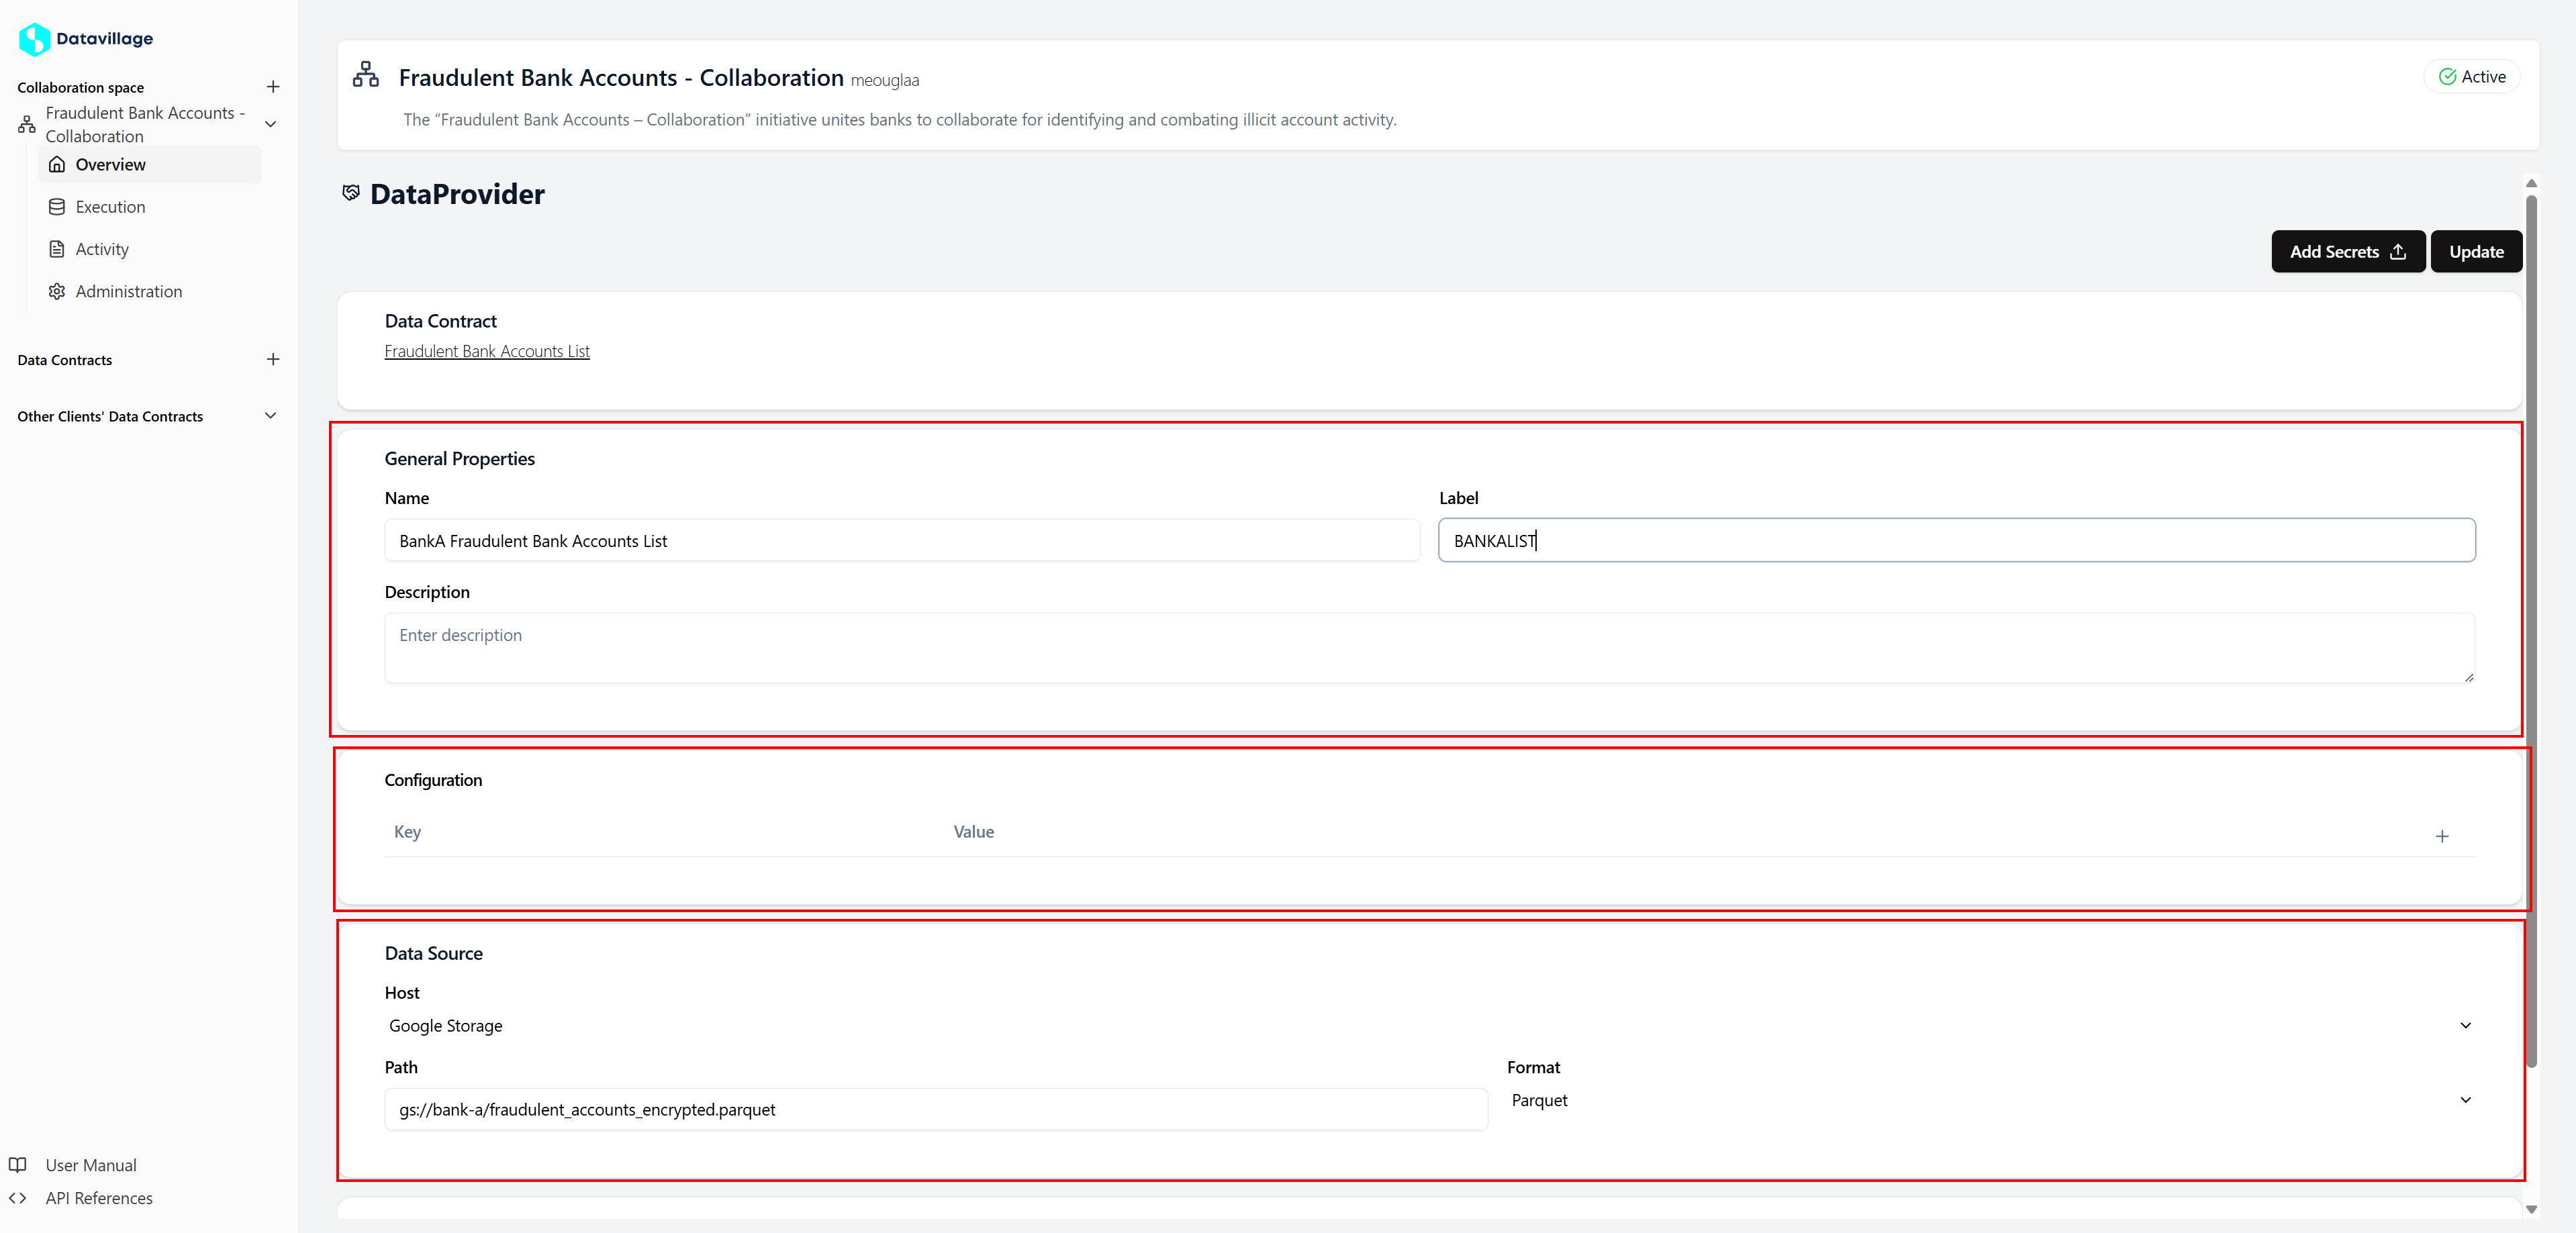 Datavillage
Collaboration space
Fraudulent Bank Accounts -
Collaboration
Overview
Execution
Activity
Administration
Data Contracts
Other Clients' Data Contracts
User Manual
API References
Fraudulent Bank Accounts - Collaboration meouglaa
Active
The “Fraudulent Bank Accounts – Collaboration” initiative unites banks to collaborate for identifying and combating illicit account activity.
DataProvider
Add Secrets
Update
Data Contract
Fraudulent Bank Accounts List
General Properties
Name
Label
BankA Fraudulent Bank Accounts List
BANKALIST
Description
Enter description
Configuration
Key
Value
Data Source
Host
Google Storage
Path
Format
gs://bank-a/fraudulent_accounts_encrypted.parquet
Parquet